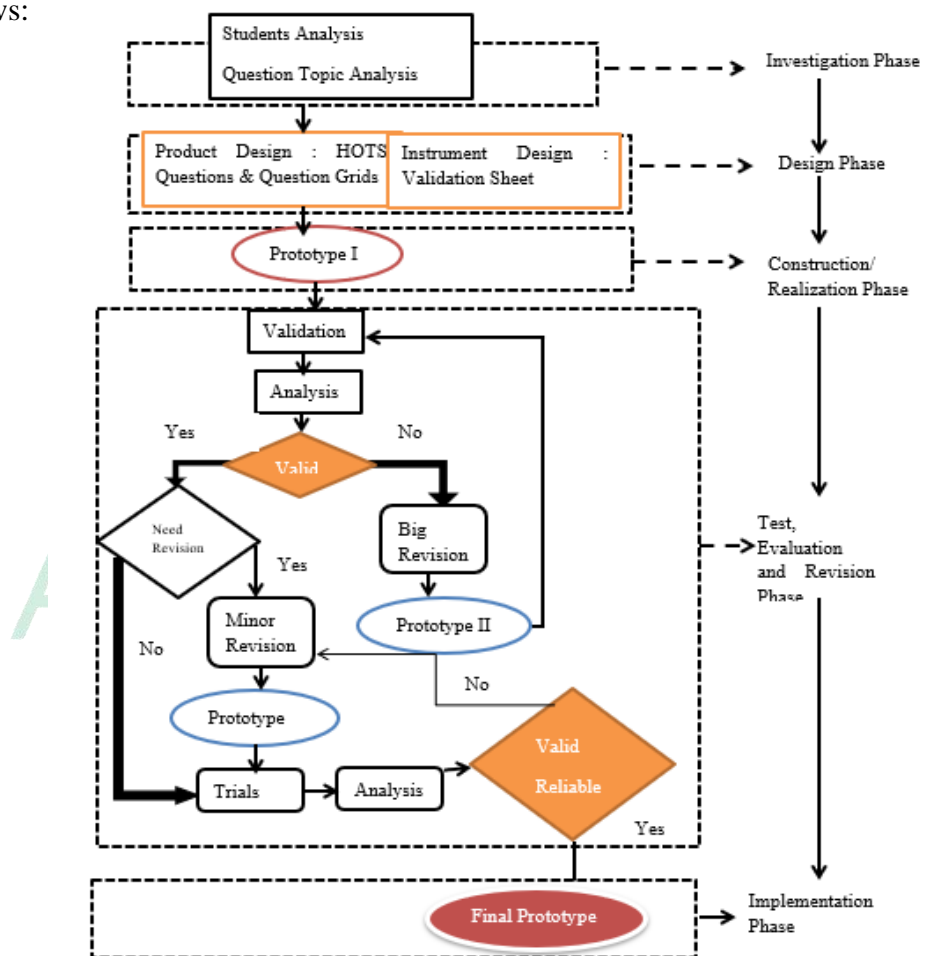 Students Analysis
Question Topic Analysis
Investigation Phase
Product Design : HOTS
Questions & Question Grids
Instrument Design :
Validation Sheet
Design Phase
Prototype I
Construction/
Realization Phase
Validation
Analysis
Yes
No
Valid
Need
Revision
Big
Revision
Test,
Evaluation
and Revision
Phase
Yes
Minor
Revision
Prototype II
No
No
Prototype
Valid
Reliable
Trials
Analysis
Yes
Final Prototype
Implementation
Phase